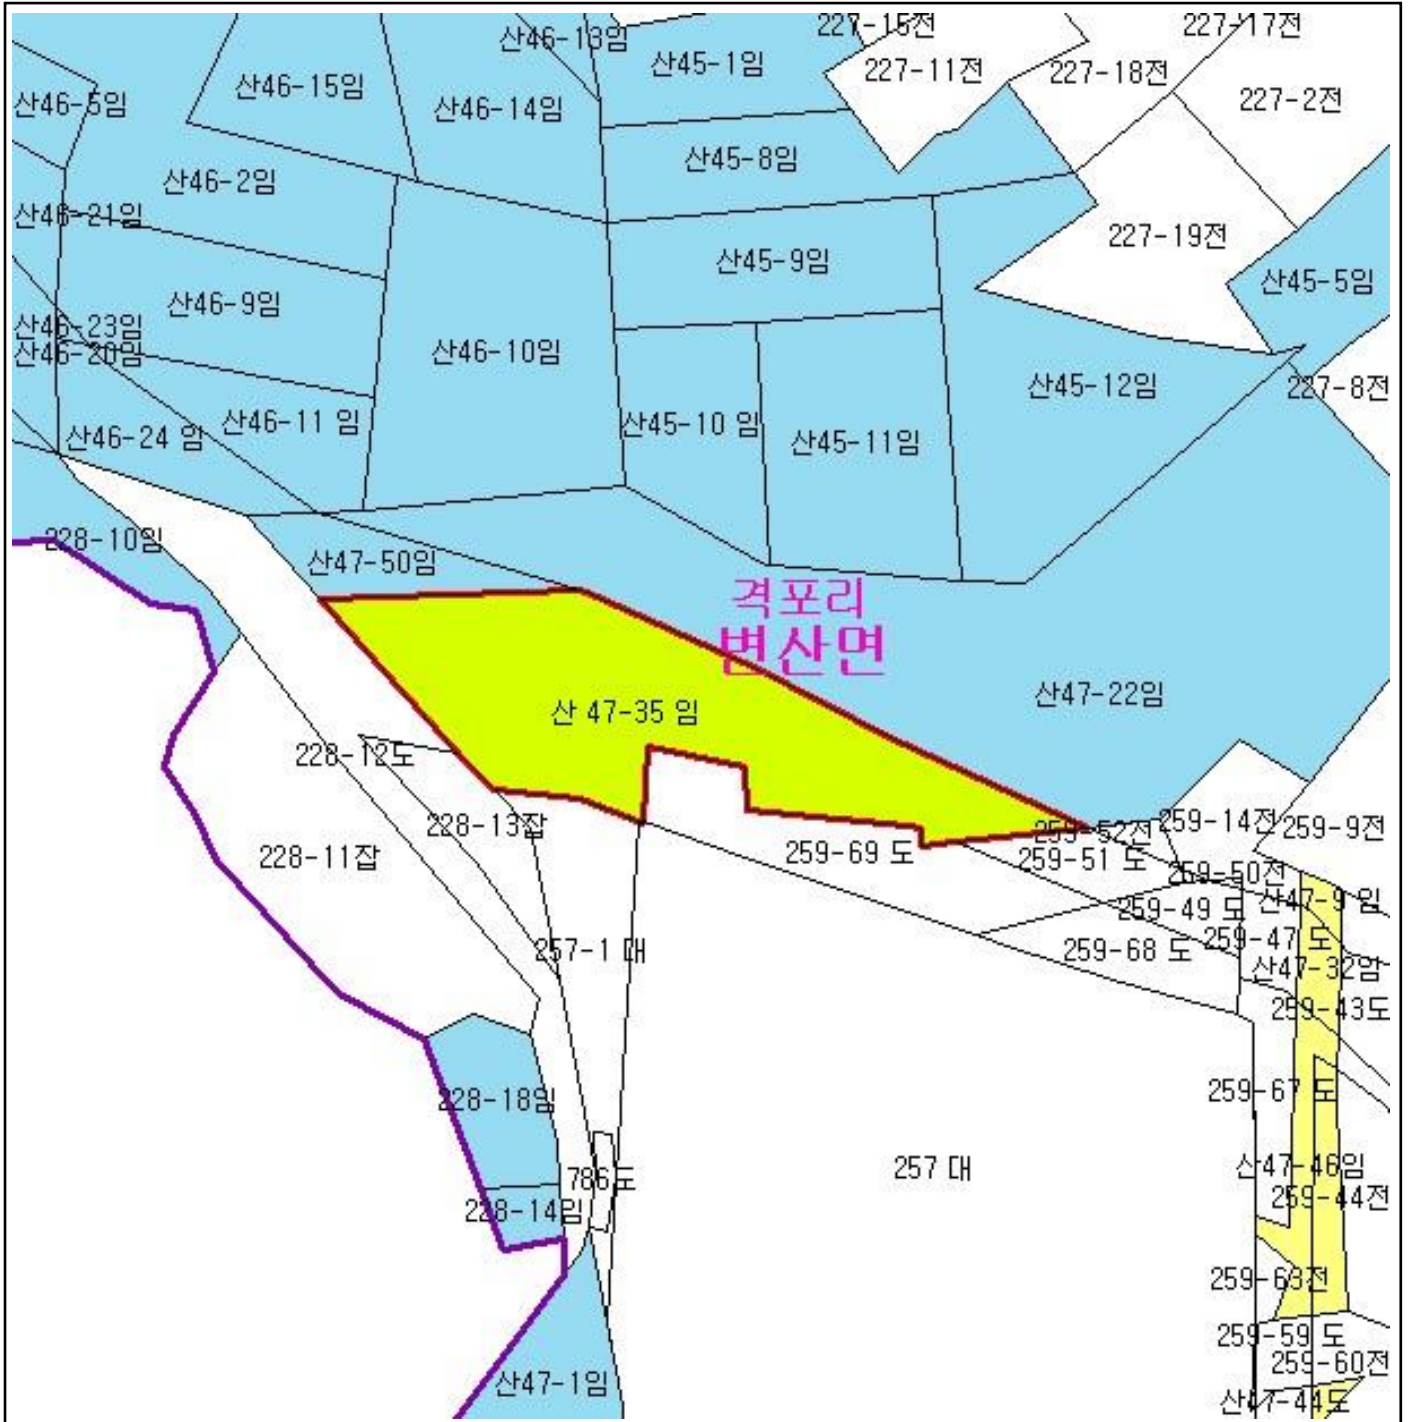 산46-13임
227-15전
227-17전
산45-1임
227-11전
227-18전
산46-15임
227-2전
산46-5임
산46-14임
산45-8임
산46-2임
산46-21임
227-19전
산45-9임
산45-5임
산46-9임
산46-23임
산46-20임
산46-10임
산45-12임
227-8전
산46-11 임
산45-10 임
산46-24 임
산45-11임
228-10임
산47-50임
격포리
변산면
산47-22임
산 47-35 임
228-12도
228-13잡
259-52전
259-14전
259-9전
228-11잡
259-69 도
259-51 도
259-50전
산47-9 임
259-49 도
257-1 대
259-68 도
259-47 도
산47-32임
259-43도
228-18임
259-67 도
257 대
산47-46임
786도
259-44전
228-14임
259-63전
259-59 도
259-60전
산47-1임
산47-44도